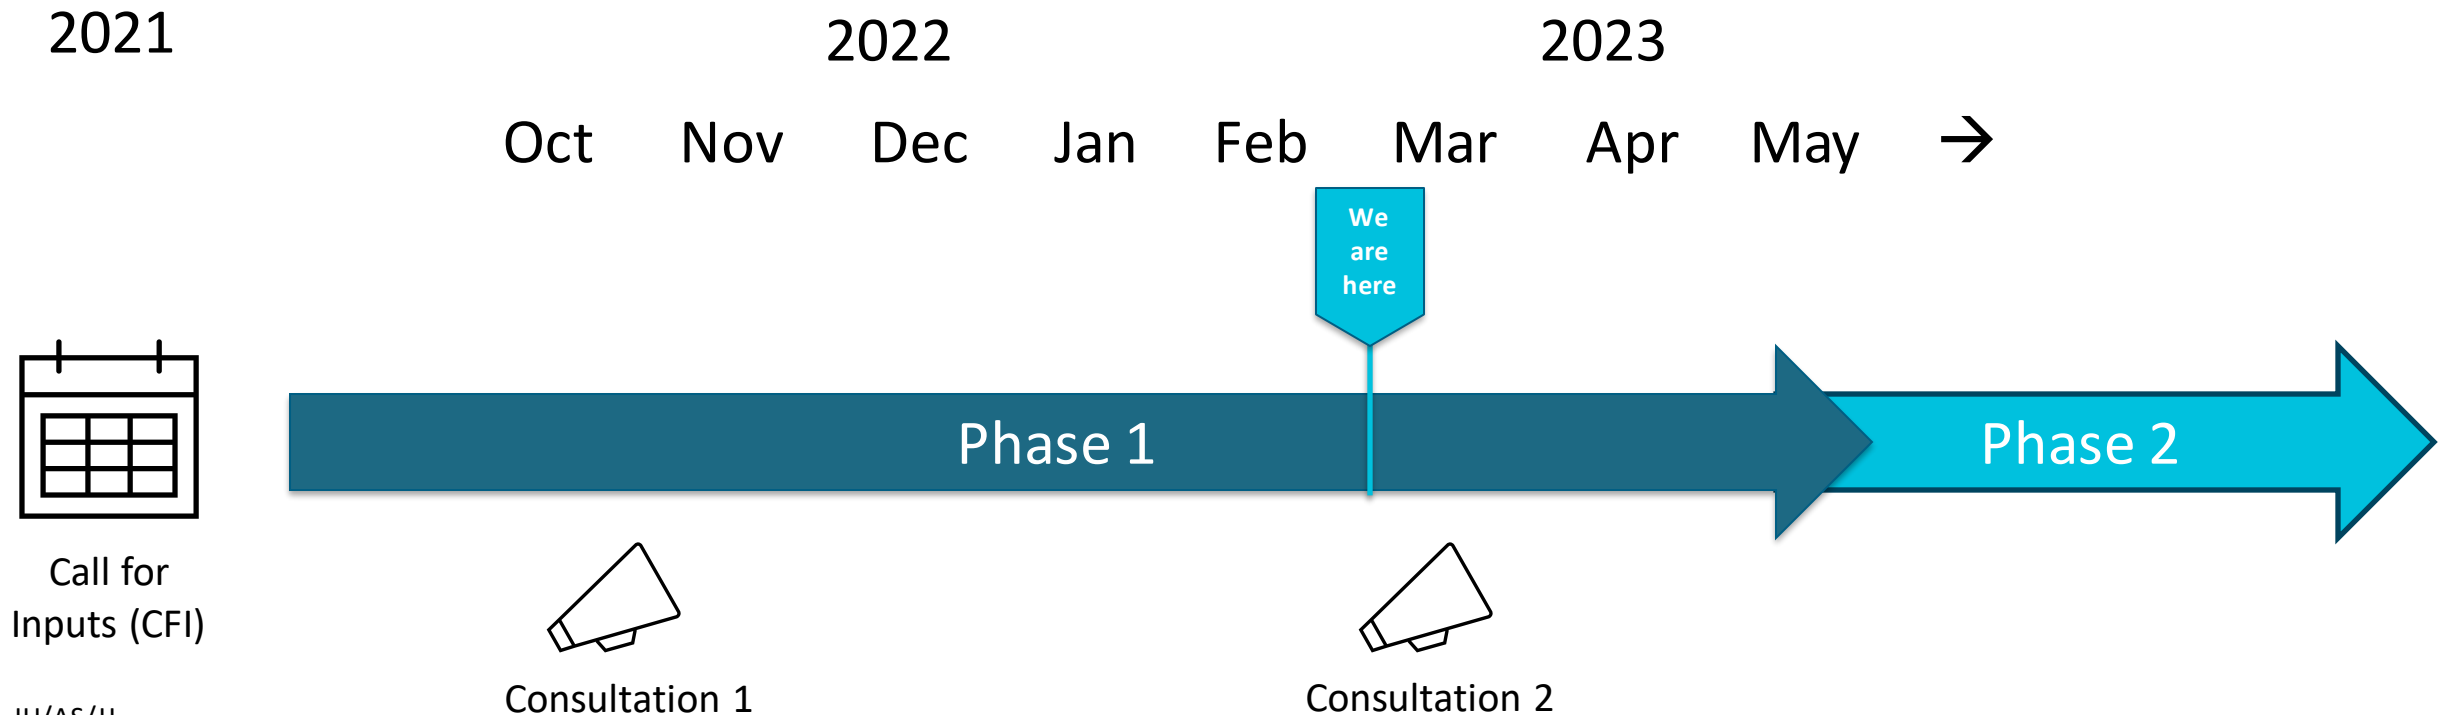 2021
2022
2023
Oct Nov Dec Jan Feb Mar Apr May →
We
are
here
Phase 1
Phase 2
Call for
Inputs (CFI)
Consultation 1
Consultation 2